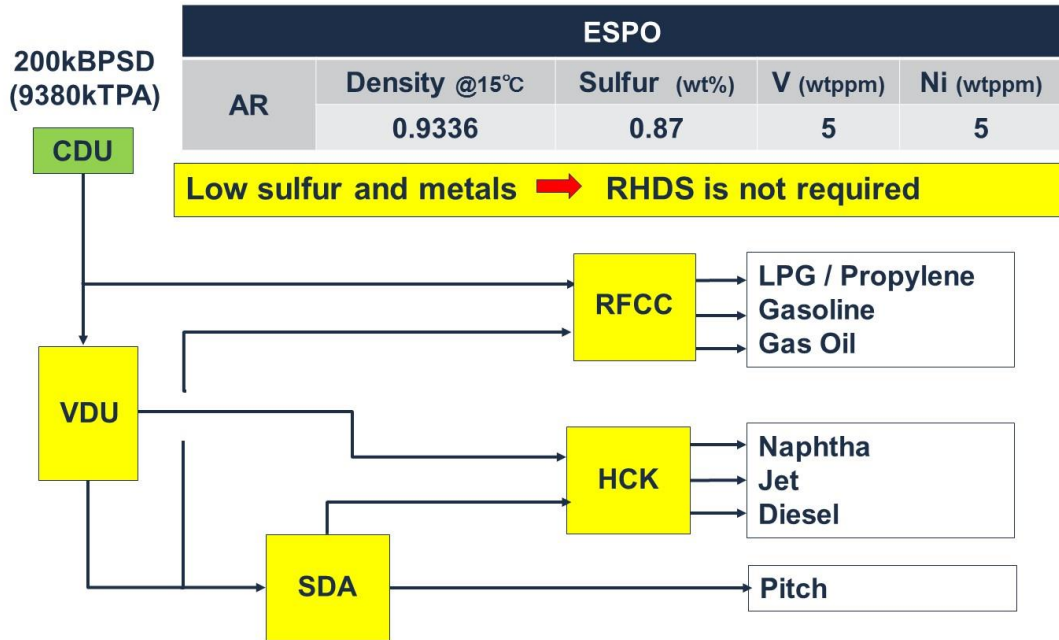 ESPO
200kBPSD
(9380kTPA)
AR
Density @15℃
Sulfur (wt%)
V (wtppm)
Ni (wtppm)
0.9336
0.87
5
5
CDU
Low sulfur and metals
RHDS is not required
RFCC
LPG / Propylene
Gasoline
Gas Oil
VDU
HCK
Naphtha
Jet
Diesel
SDA
Pitch